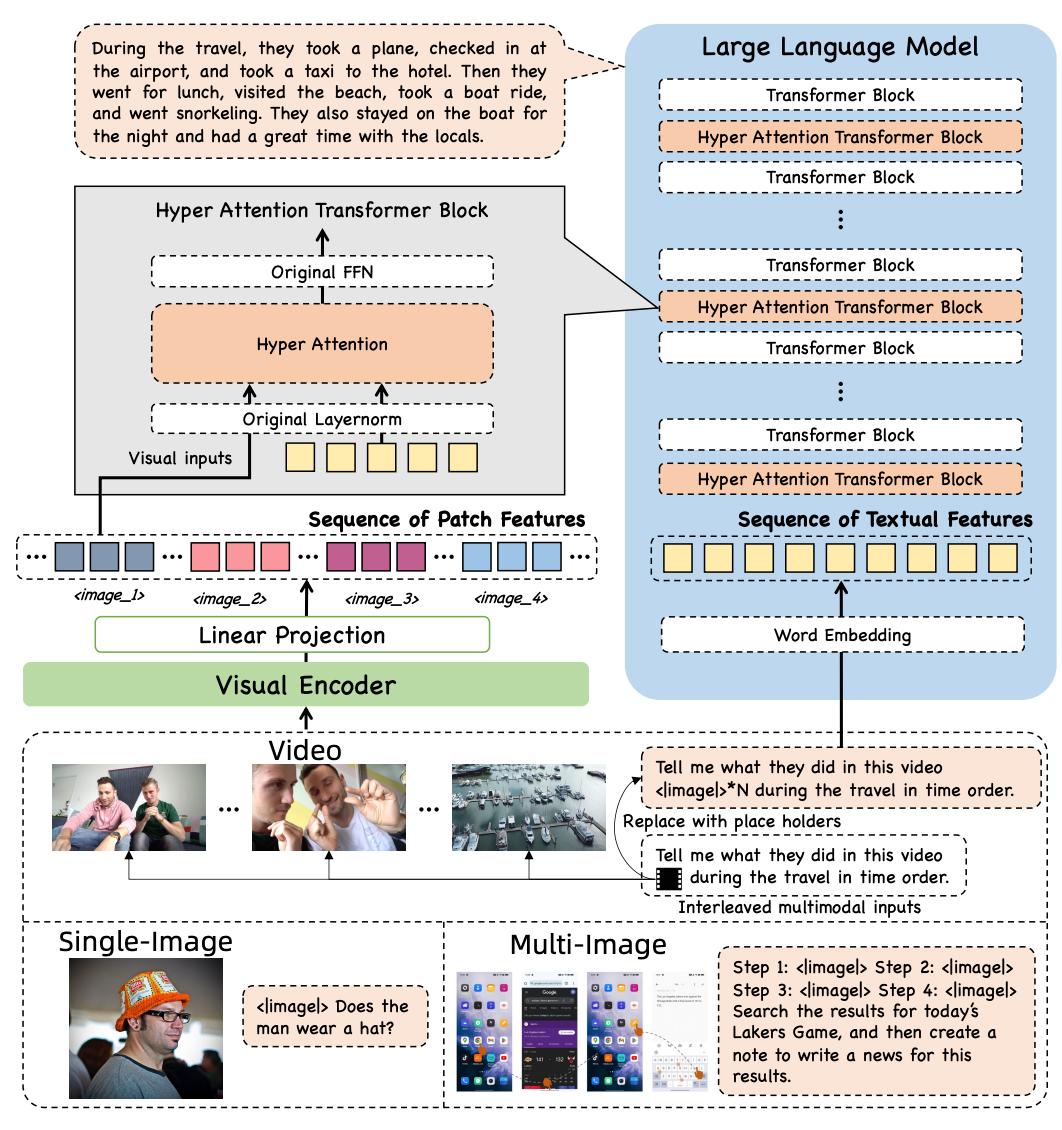 During the travel, they took a plane, checked in at
the airport, and took a taxi to the hotel. Then they
went for lunch, visited the beach, took a boat ride,
and went snorkeling. They also stayed on the boat for
the night and had a great time with the locals.
Large Language Model
Transformer Block
Hyper Attention Transformer Block
Transformer Block
Transformer Block
Hyper Attention Transformer Block
Transformer Block
Transformer Block
Hyper Attention Transformer Block
Hyper Attention Transformer Block
Original FFN
Hyper Attention
Original Layernorm
Visual inputs
Sequence of Patch Features
<image_1>
<image_2>
<image_3>
<image_4>
Linear Projection
Visual Encoder
Sequence of Textual Features
Word Embedding
Video
Tell me what they did in this video
<|image|>*N during the travel in time order.
Replace with place holders
Tell me what they did in this video
during the travel in time order.
Interleaved multimodal inputs
Single-Image
<|image|> Does the
man wear a hat?
Multi-Image
Google
141 - 132
Step 1: <|image|> Step 2: <|image|>
Step 3: <|image|> Step 4: <|image|>
Search the results for today's
Lakers Game, and then create a
note to write a news for this
results.